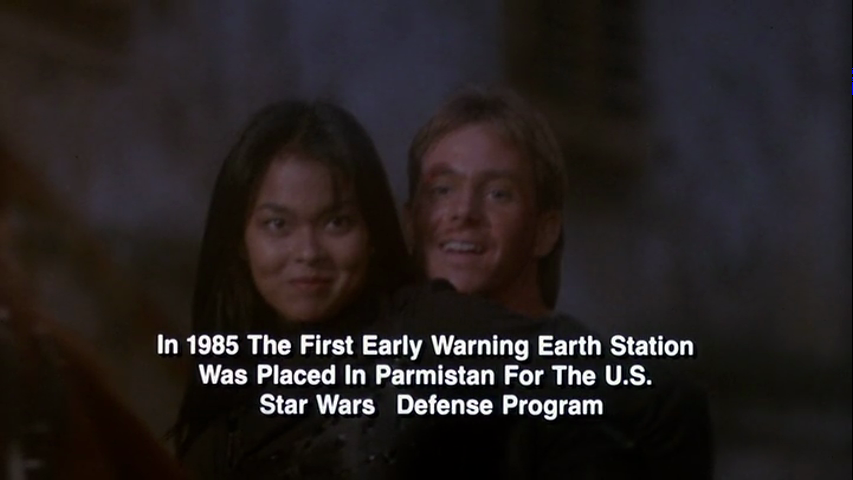 In 1985 The First Early Warning Earth Station
Was Placed In Parmistan For The U.S.
Star Wars Defense Program